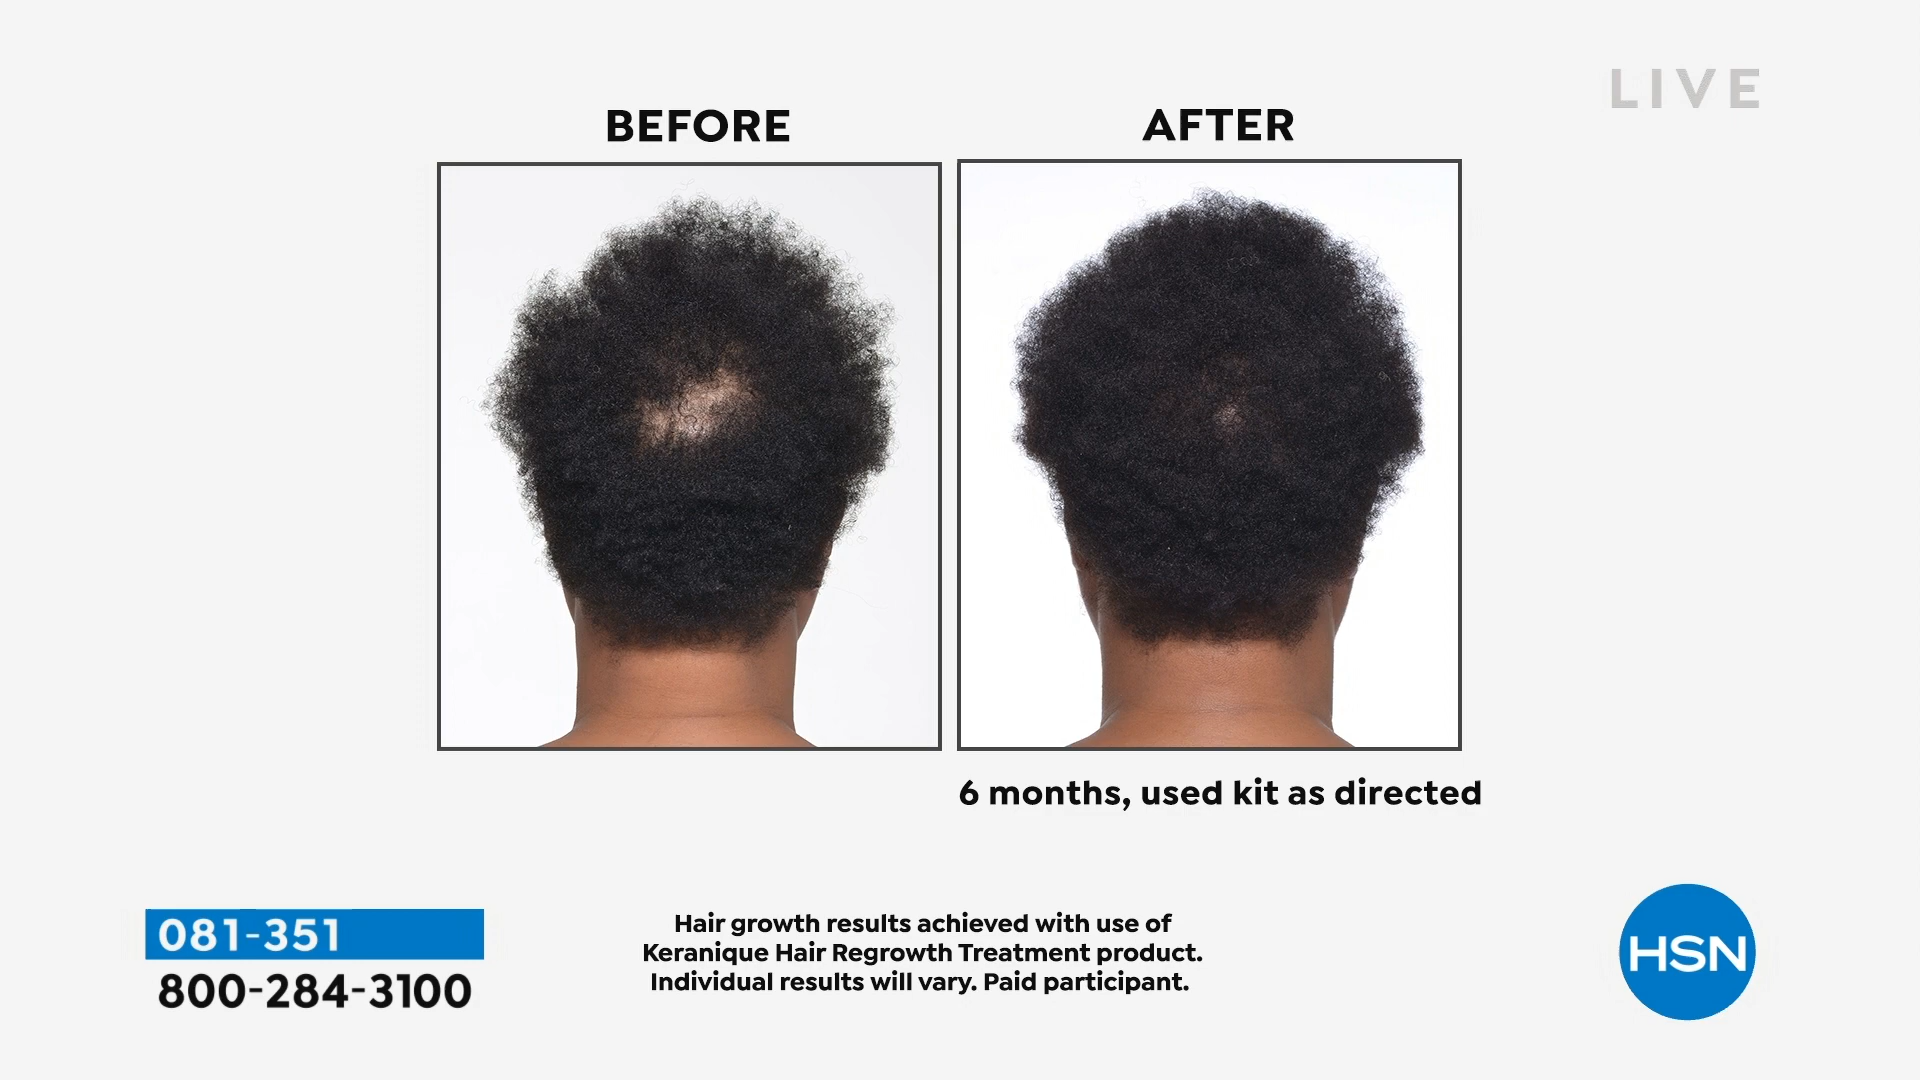 LIVE
BEFORE
AFTER
6 months, used kit as directed
081-351
800-284-3100
Hair growth results achieved with use of
Keranique Hair Regrowth Treatment product.
Individual results will vary. Paid participant.
HSN